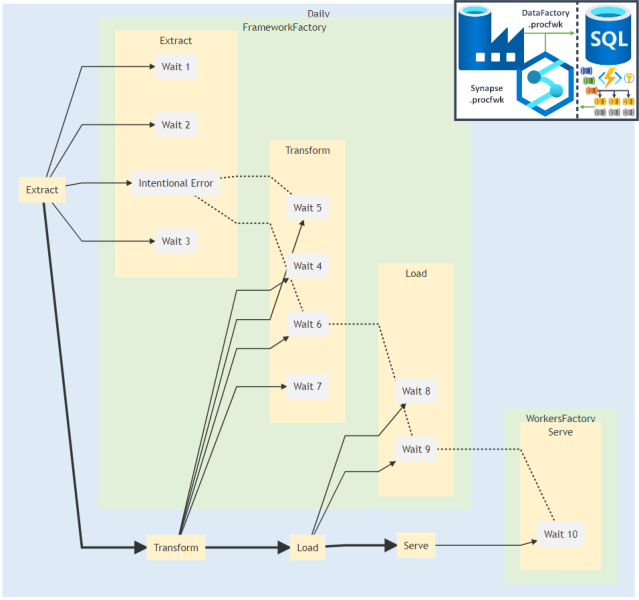 Daily
FrameworkFactory
DataFactory
.procfwk
SQL
Synapse
.procfwk
Extract
Wait 1
Wait 2
Transform
Intentional Error
Extract
Wait 5
Wait 3
Wait 4
Load
Wait 6
Wait 7
Wait 8
WorkersFactory
Serve
Wait 9
Wait 10
Transform
Load
Serve